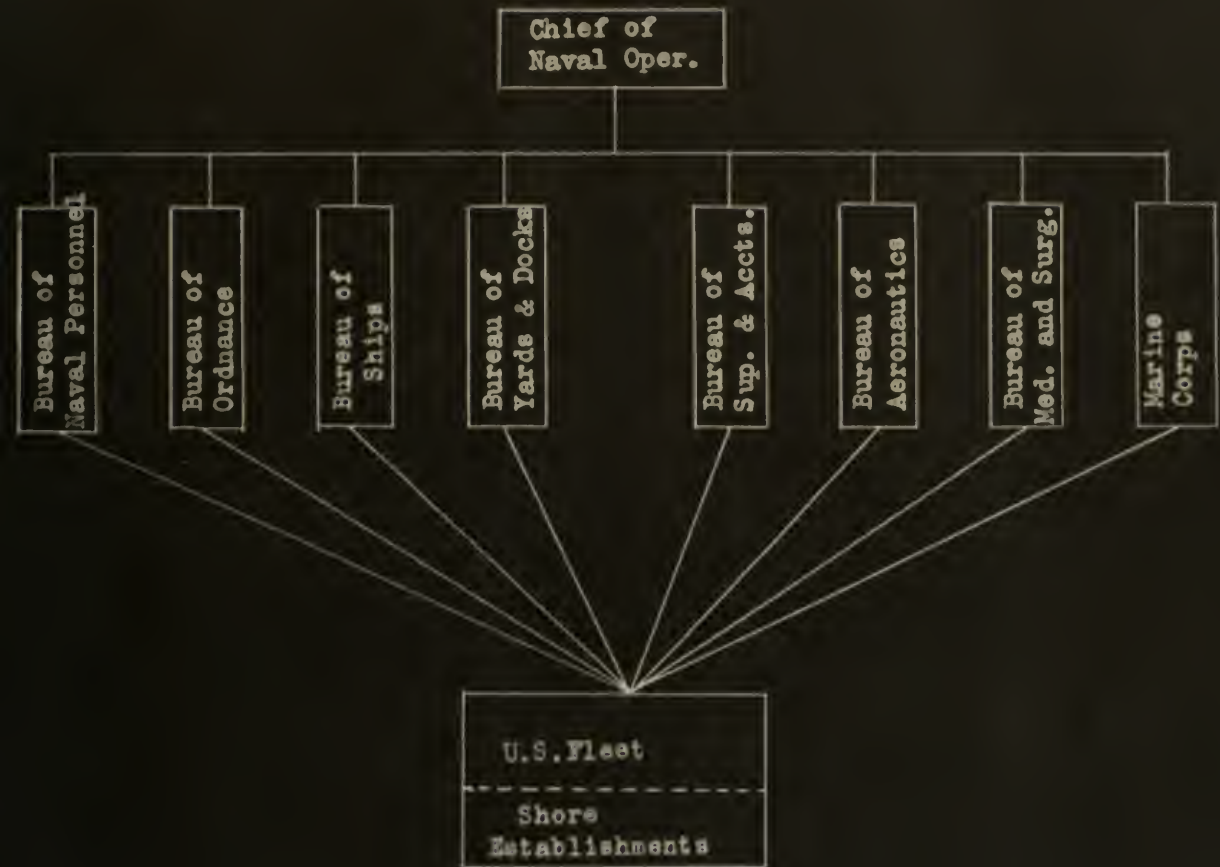 Chief of
Naval Oper.
Bureau of
Naval Personnel
Bureau of
Ordnance
Bureau of
Ships
Bureau of
Yards & Docks
Bureau of
Sup. & Accts.
Bureau of
Aeronautics
Bureau of
Med. and Surg.
Marine
Corps
U.S.Fleet
Shore
Establishments